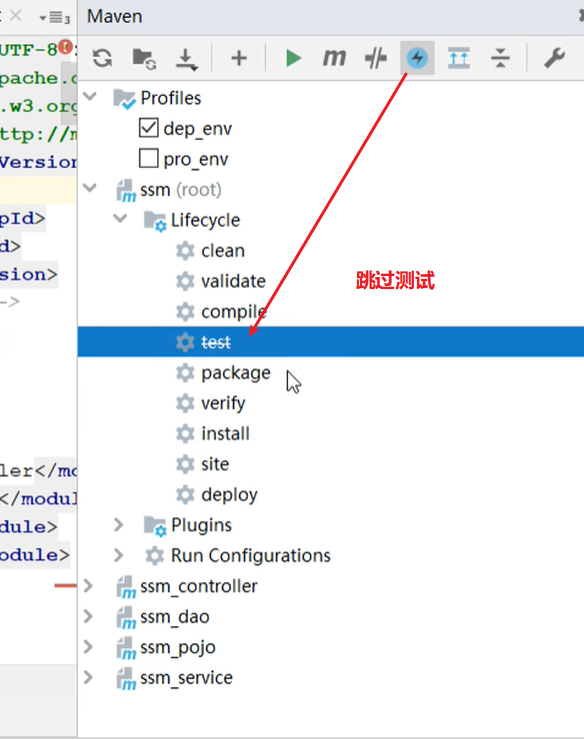 Maven
UTF-8
3
pache.o
.w3.org
ttp://m
Version
Profiles
dep_env
pro_env
ssm (root)
pId>
Lifecycle
d>
clean
sion>
validate
->
compile
跳过测试
test
package
verify
install
ler</mo
site
</modul
deploy
dule>
Plugins
odule>
Run Configurations
ssm_controller
ssm_dao
ssm_pojo
ssm_service